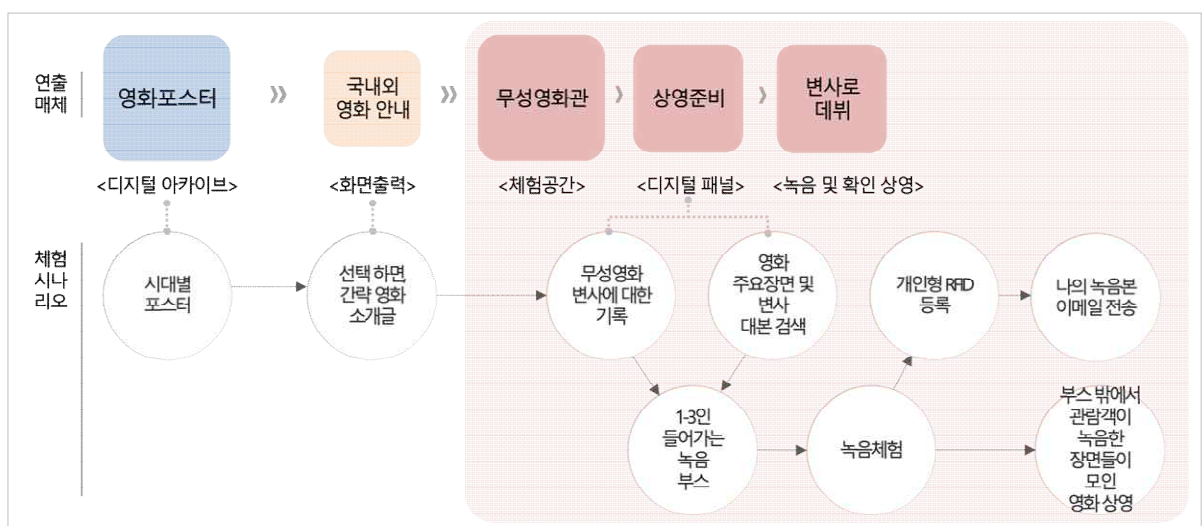 연출
매체
영화포스터
국내외
영화 안내
무성영화관
상영준비
변사로
데뷔
<디지털 아카이브>
<화면출력>
<체험공간>
<디지털 패널>
<녹음 및 확인 상영>
체험
시나
리오
시대별
포스터
선택 하면,
간략 영화
소개글
무성영화
변사에 대한
기록
영화
주요장면 및
변사
대본 검색
개인형 RFID
등록
나의 녹음본
이메일 전송
1-3인
들어가는
녹음
부스
녹음체험
부스 밖에서
관람객이
녹음한
장면들이
모인
영화 상영